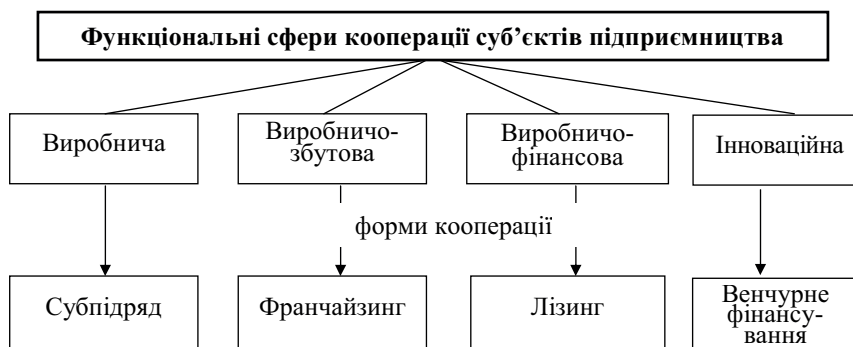 Функціональні сфери кооперації суб’єктів підприємництва
Виробнича
Виробничо-
збутова
Виробничо-
фінансова
Інноваційна
форми кооперації
Субпідряд
Франчайзинг
Лізинг
Венчурне
фінансу-
вання